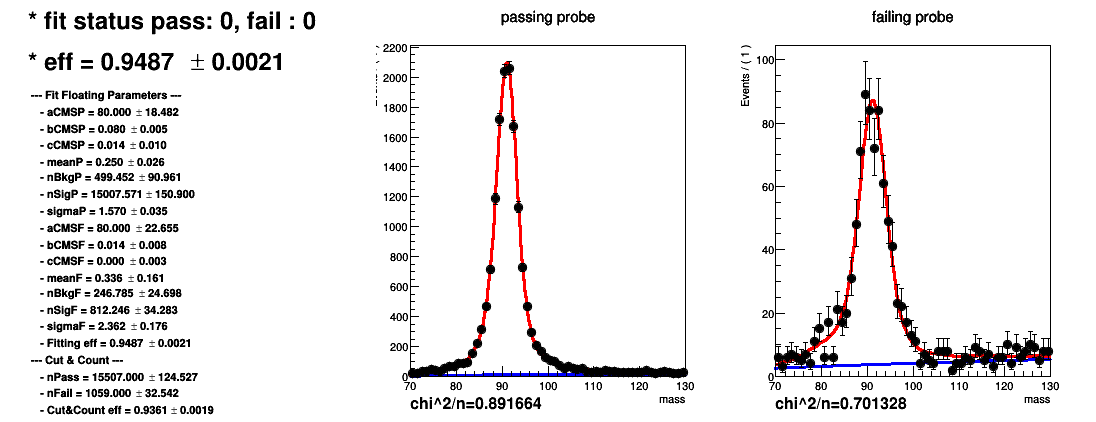 * fit status pass: 0, fail : 0
* eff = 0.9487 ± 0.0021
--- Fit Floating Parameters ---
- aCMSP = 80.000 ± 18.482
- bCMSP = 0.080 ± 0.005
- cCMSP = 0.014 ± 0.010
- meanP = 0.250 ± 0.026
- nBkgP = 499.452 ± 90.961
- nSigP = 15007.571 ± 150.900
- sigmaP = 1.570 ± 0.035
- aCMSF = 80.000 ± 22.655
- bCMSF = 0.014 ± 0.008
- cCMSF = 0.000 ± 0.003
- meanF = 0.336 ± 0.161
- nBkgF = 246.785 ± 24.698
- nSigF = 812.246 ± 34.283
- sigmaF = 2.362 ± 0.176
- Fitting eff = 0.9487 ± 0.0021
--- Cut & Count ---
- nPass = 15507.000 ± 124.527
- nFail = 1059.000 ± 32.542
- Cut&Count eff = 0.9361 ± 0.0019
passing probe
2200
2000
1800
1600
1400
1200
1000
800
600
400
200
0
70 80 90 100 110 120 130
mass
chi^2/n=0.891664
failing probe
Events / ( 1 )
100
80
60
40
20
0
70 80 90 100 110 120 130
mass
chi^2/n=0.701328